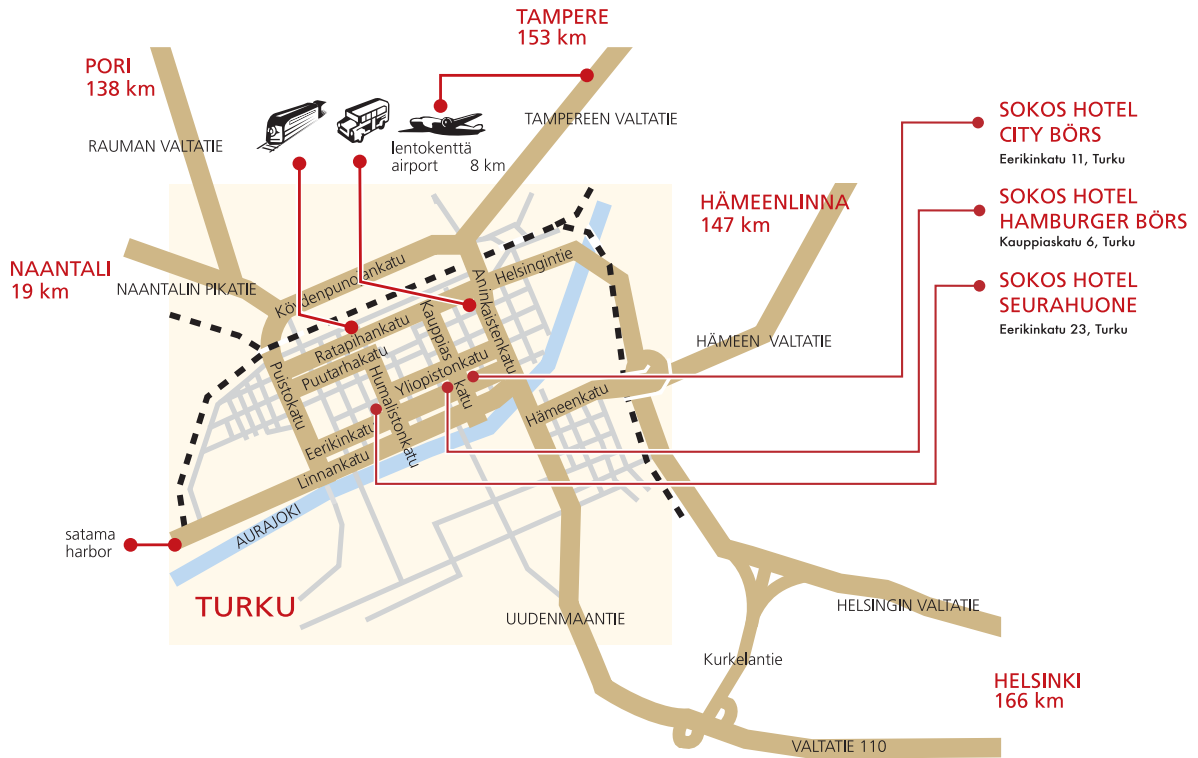 TAMPERE
153 km
PORI
138 km
RAUMAN VALTATIE
lentokenttä
airport 8 km
TAMPEREEN VALTATIE
SOKOS HOTEL
CITY BÖRS
Eerikinkatu 11, Turku
SOKOS HOTEL
HAMBURGER BÖRS
Kauppiaskatu 6, Turku
SOKOS HOTEL
SEURAHUONE
Eerikinkatu 23, Turku
HÄMEENLINNA
147 km
NAANTALI
19 km
NAANTALIN PIKATIE
Köydenpunojankatu
Helsingintie
Aninkaistenkatu
Ratapihankatu
Kauppias
katu
Puutarhakatu
Puistokatu
Humalistonkatu
Yliopistonkatu
HÄMEEN VALTATIE
Hämeenkatu
Eerikinkatu
Linnankatu
AURAJOKI
satama
harbor
TURKU
UUDENMAANTIE
HELSINGIN VALTATIE
Kurkelantie
HELSINKI
166 km
VALTATIE 110